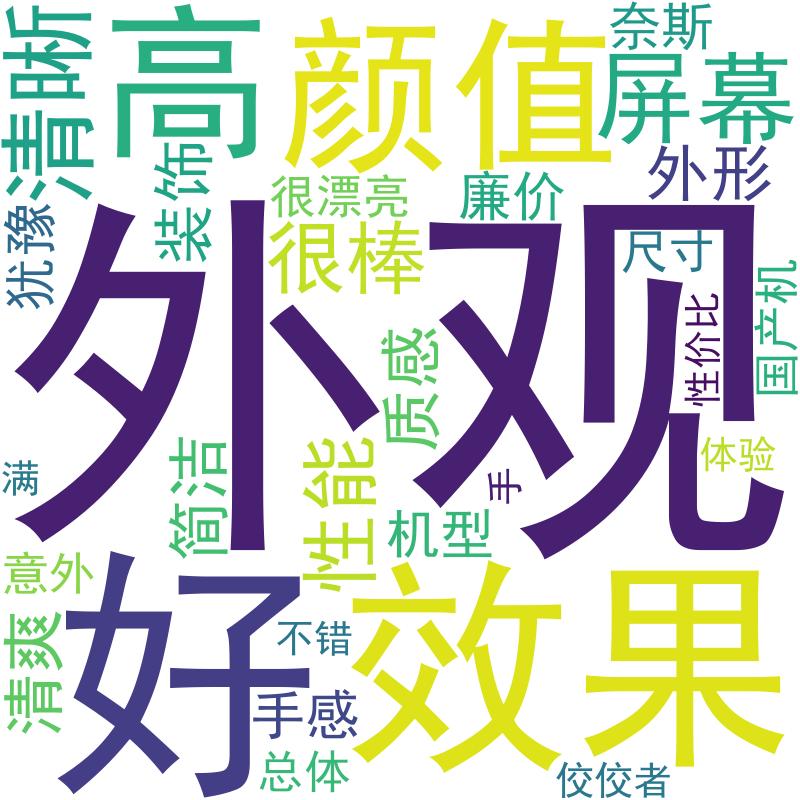 清晰
高
颜值
奈斯
屏幕
装饰
很漂亮
廉价
外形
犹豫
很棒
尺寸
外观
国产机
性价比
质感
体验
满
简洁
性能
手
机型
意外
好
效果
清爽
不错
手感
总体
佼佼者